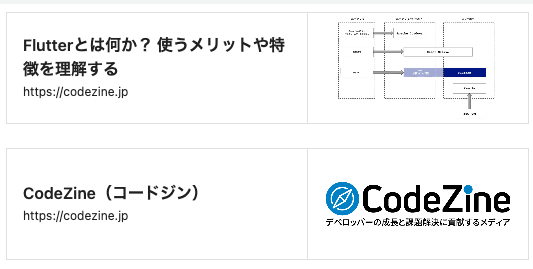 Flutterとは何か？ 使うメリットや特
徴を理解する
https://codezine.jp
CodeZine（コードジン）
https://codezine.jp
CodeZine
デベロッパーの成長と課題解決に貢献するメディア